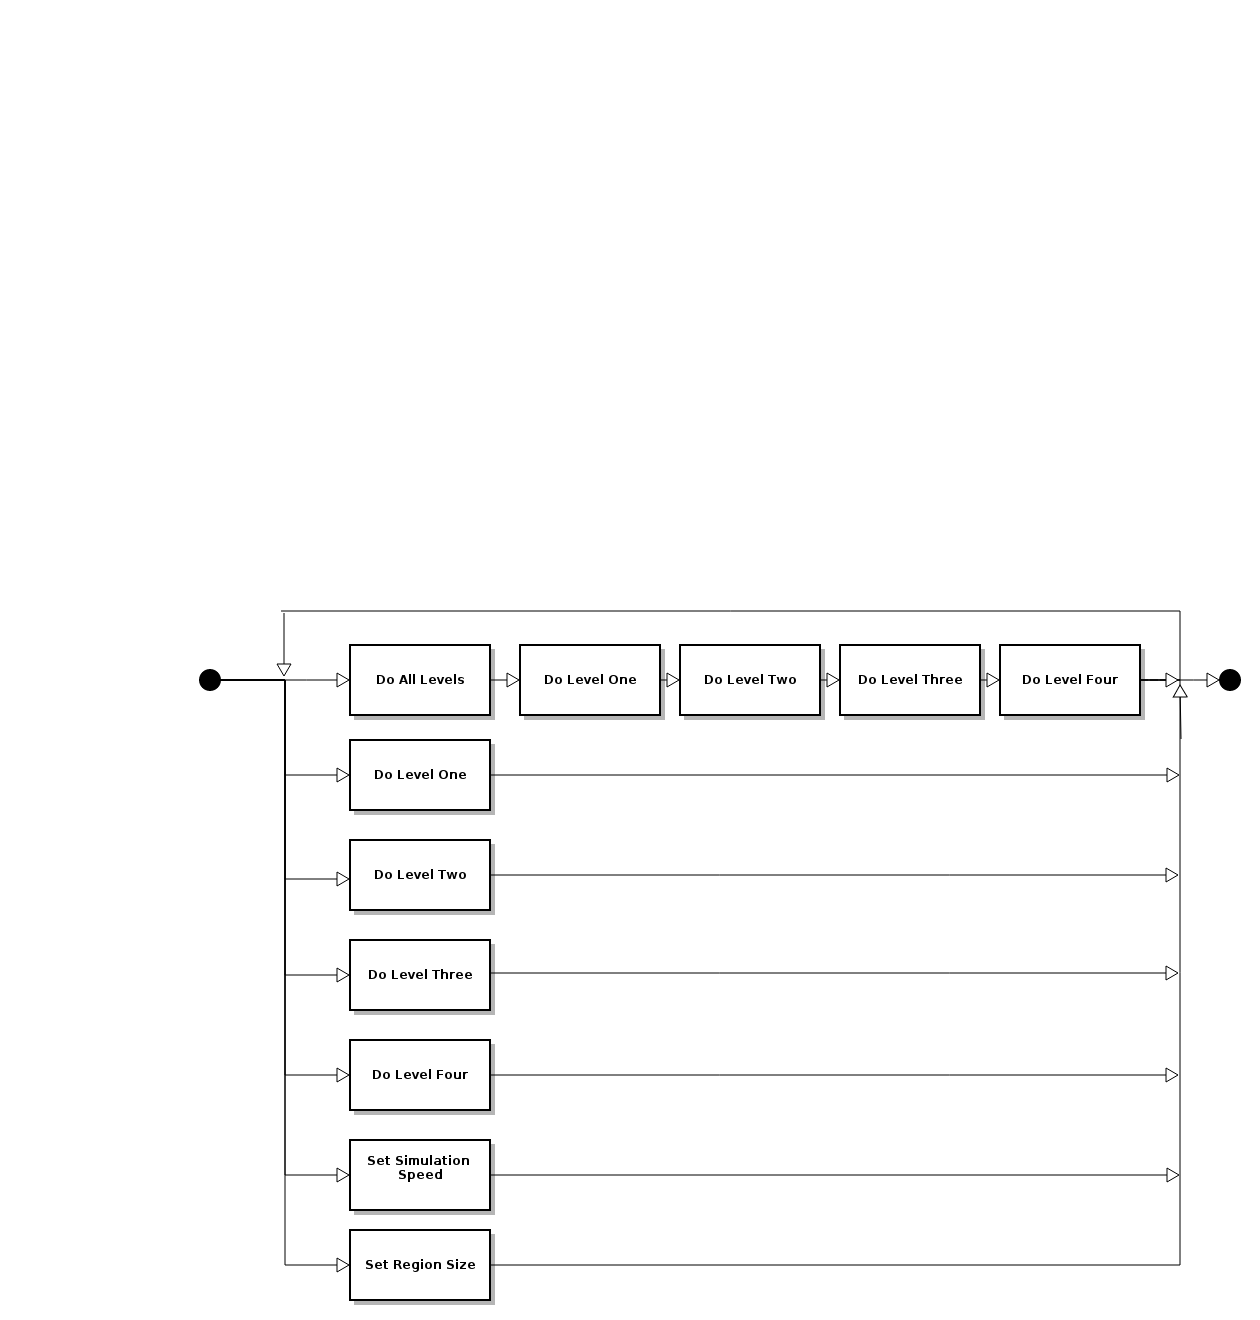 Do All Levels
Do Level One
Do Level Two
Do Level Three
Do Level Four
Do Level One
Do Level Two
Do Level Three
Do Level Four
Set Simulation
Speed
Set Region Size